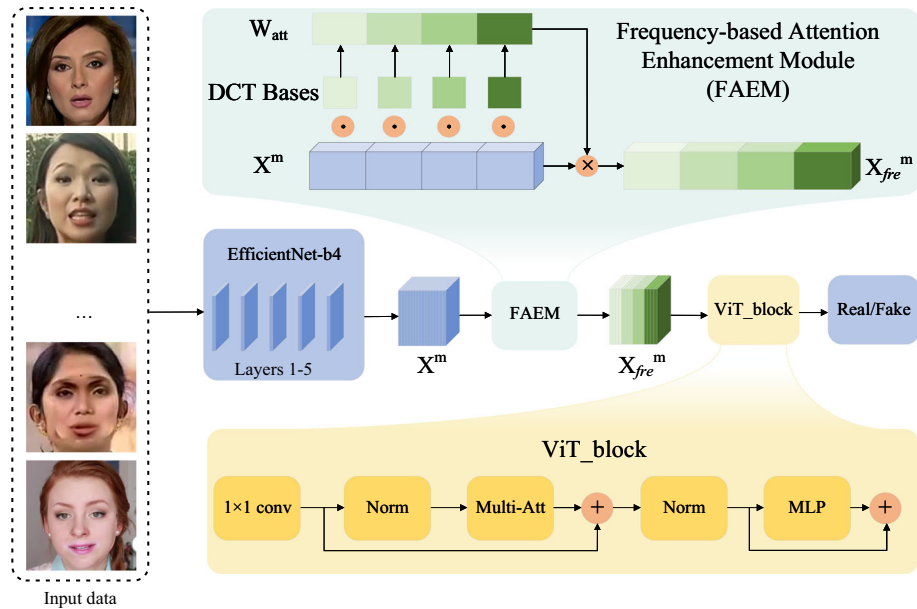 W_att
Frequency-based Attention
Enhancement Module
(FAEM)
DCT Bases
X^m
X_fre^m
EfficientNet-b4
Layers 1-5
...
X^m
FAEM
X_fre^m
ViT_block
Real/Fake
ViT_block
1×1 conv
Norm
Multi-Att
+
Norm
MLP
+
Input data